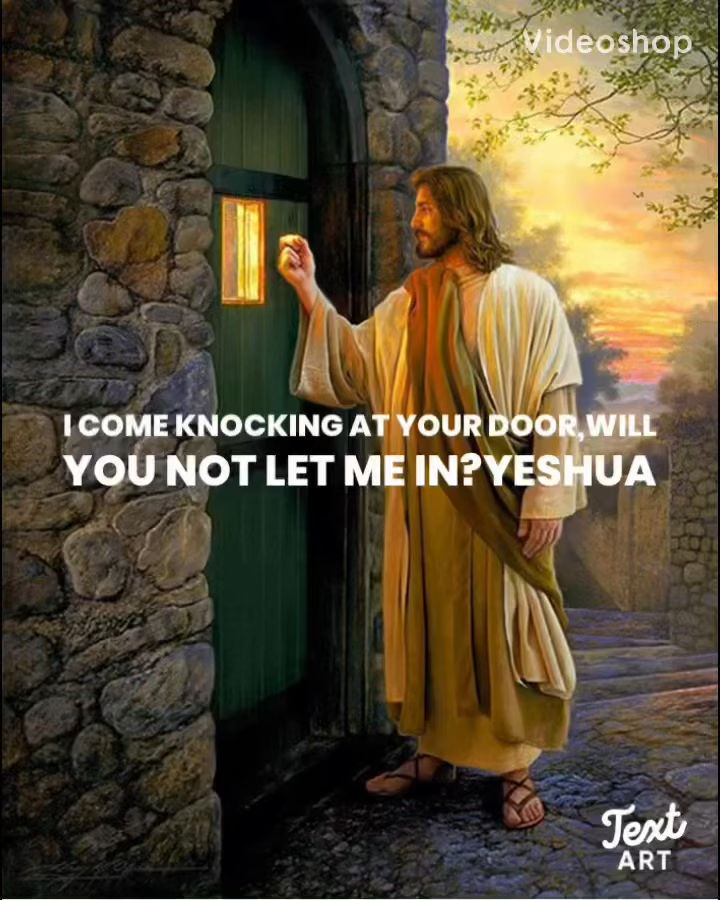 Videoshop
I COME KNOCKING AT YOUR DOOR,WILL
YOU NOT LET ME IN?YESHUA
Text
ART